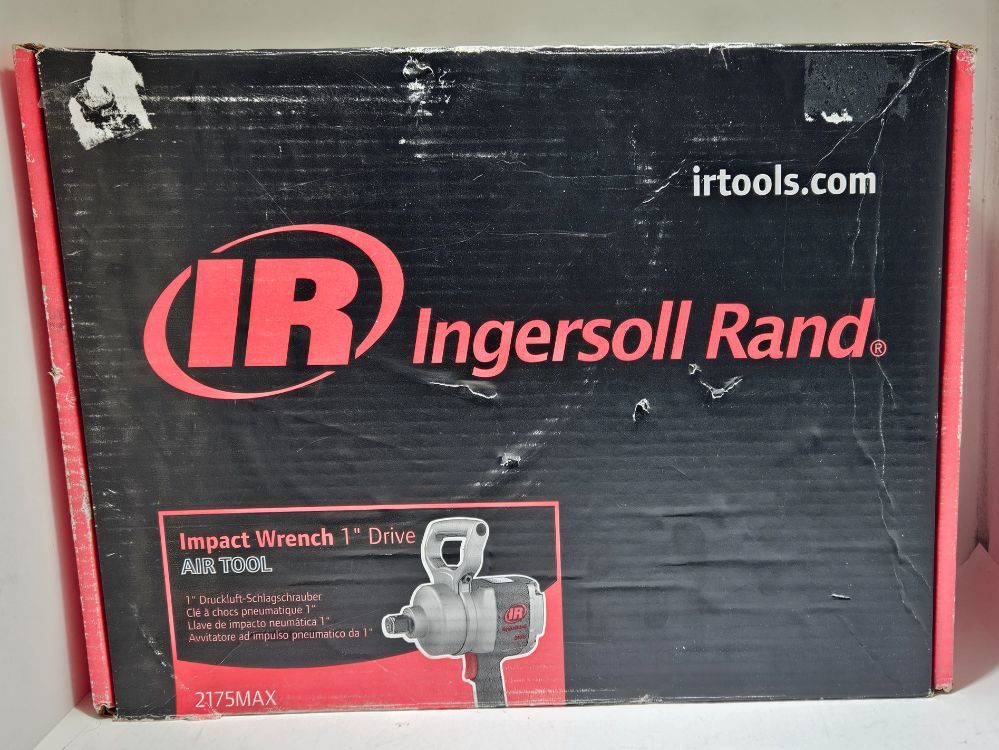 irtools.com
IR Ingersoll Rand®
Impact Wrench 1" Drive
AIR TOOL
1" Druckluft-Schlagschrauber
Clé à chocs pneumatique 1"
Llave de impacto neumática 1"
Avvitatore ad impulso pneumatico da 1"
IR
2175MAX